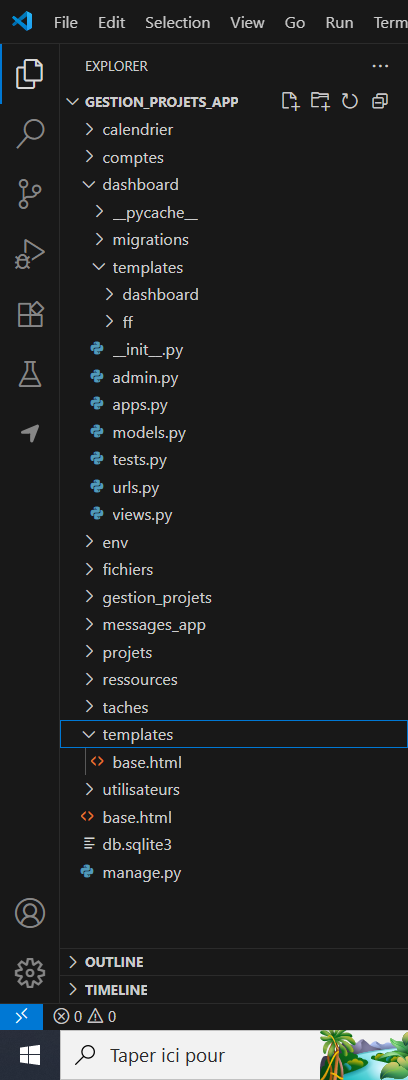 File Edit Selection View Go Run Term
EXPLORER ...
GESTION_PROJETS_APP
calendrier
comptes
dashboard
__pycache__
migrations
templates
dashboard
ff
__init__.py
admin.py
apps.py
models.py
tests.py
urls.py
views.py
env
fichiers
gestion_projets
messages_app
projets
ressources
taches
templates
base.html
utilisateurs
base.html
db.sqlite3
manage.py
OUTLINE
TIMELINE
0 0
Taper ici pour